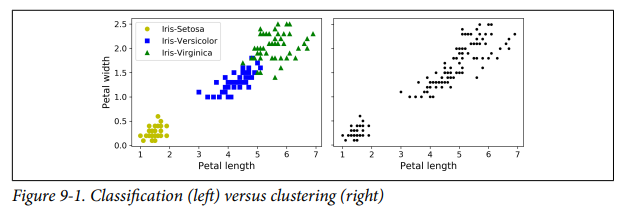 Iris-Setosa
Iris-Versicolor
Iris-Virginica
Petal width
2.5
2.0
1.5
1.0
0.5
0.0
1 2 3 4 5 6 7
1 2 3 4 5 6 7
Petal length
Petal length
Figure 9-1. Classification (left) versus clustering (right)